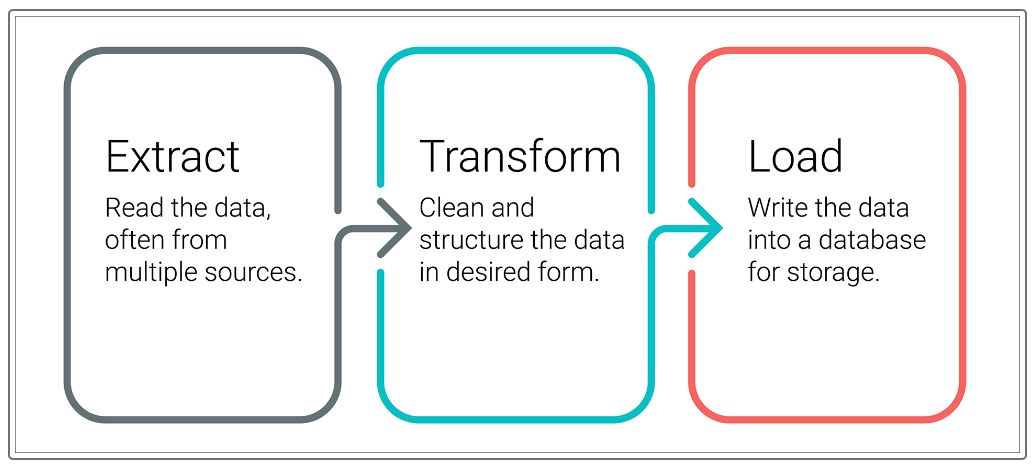 Extract
Read the data,
often from
multiple sources.
Transform
Clean and
structure the data
in desired form.
Load
Write the data
into a database
for storage.